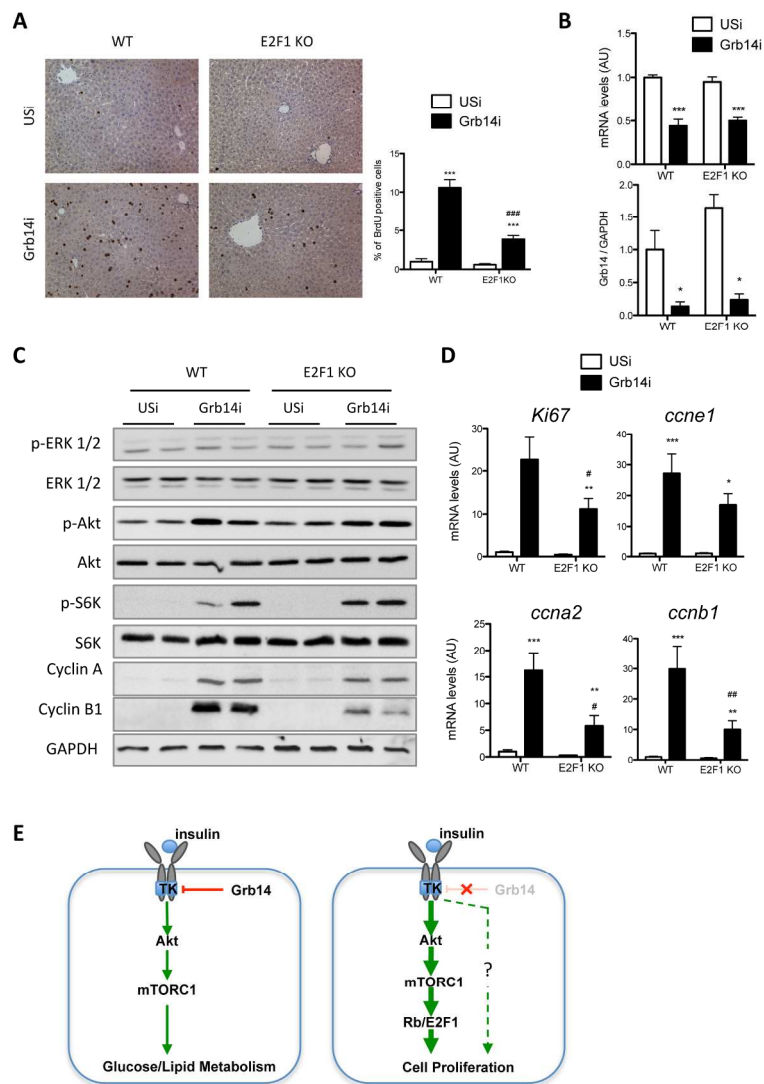 A
WT
E2F1 KO
USi
Grb14i
USi
Grb14i
% of BrdU positive cells
15
10
5
0
***
###
***
WT
E2F1KO
B
USi
Grb14i
mRNA levels (AU)
1.5
1.0
0.5
0.0
***
***
WT
E2F1 KO
Grb14 / GAPDH
2.0
1.5
1.0
0.5
0.0
*
*
WT
E2F1 KO
C
WT
E2F1 KO
USi
Grb14i
USi
Grb14i
p-ERK 1/2
ERK 1/2
p-Akt
Akt
p-S6K
S6K
Cyclin A
Cyclin B1
GAPDH
D
USi
Grb14i
Ki67
mRNA levels (AU)
30
20
10
0
#
**
WT
E2F1 KO
ccne1
40
30
20
10
0
***
*
WT
E2F1 KO
ccna2
mRNA levels (AU)
25
20
15
10
5
0
***
**
#
WT
E2F1 KO
ccnb1
40
30
20
10
0
***
##
**
WT
E2F1 KO
E
insulin
TK
Grb14
Akt
mTORC1
Glucose/Lipid Metabolism
insulin
TK
Grb14
Akt
?
mTORC1
Rb/E2F1
Cell Proliferation